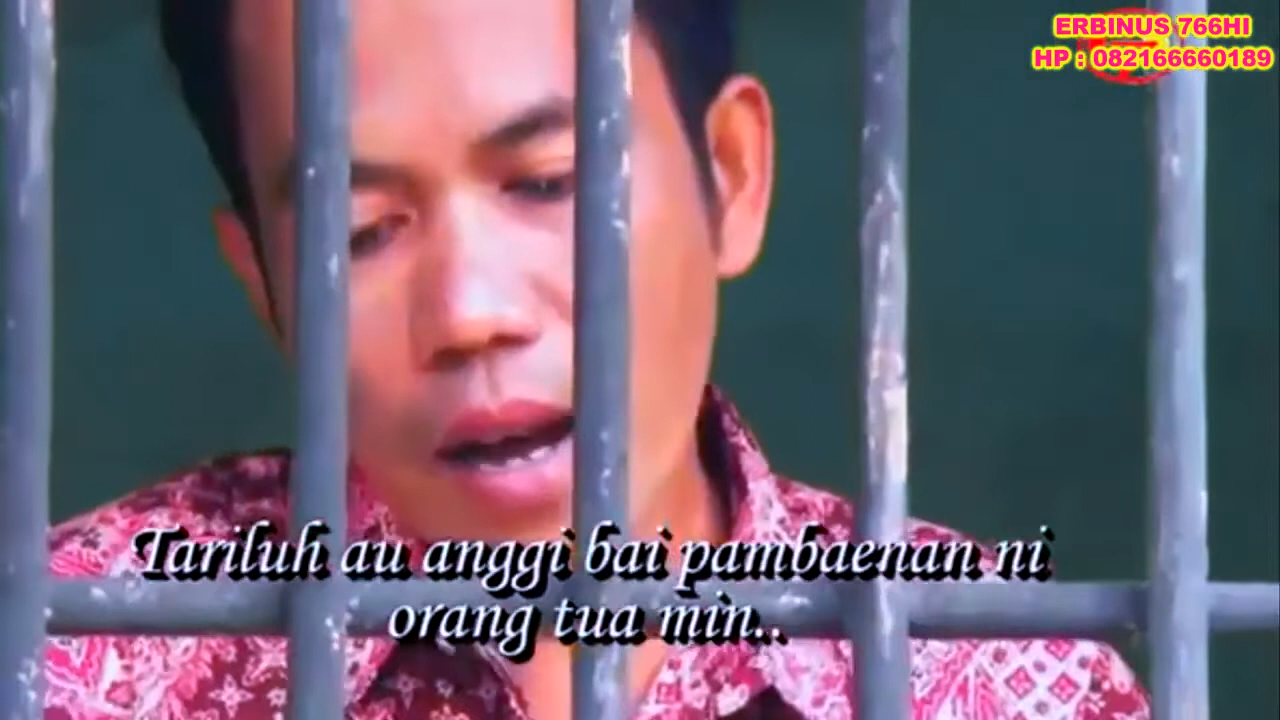 ERBINUS 766HI
HP : 082166660189
Tariluh au anggi bai pambaenan ni
orang tua min..